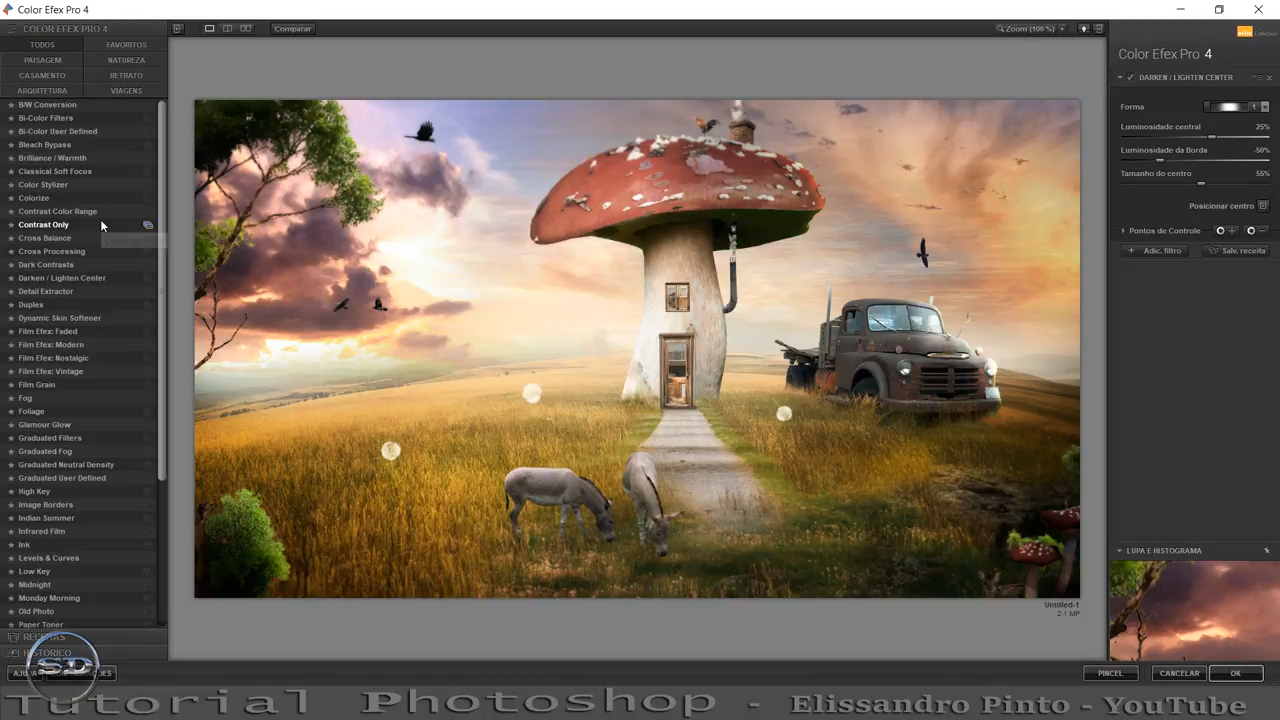 Color Efex Pro 4
COLOR EFEX PRO 4
TODOS FAVORITOS
PAISAGEM NATUREZA
CASAMENTO RETRATO
ARQUITETURA VIAGENS
B/W Conversion
Bi-Color Filters
Bi-Color User Defined
Bleach Bypass
Brilliance / Warmth
Classical Soft Focus
Color Stylizer
Colorize
Contrast Color Range
Contrast Only
Cross Balance
Cross Processing
Dark Contrasts
Darken / Lighten Center
Detail Extractor
Duplex
Dynamic Skin Softener
Film Efex: Faded
Film Efex: Modern
Film Efex: Nostalgic
Film Efex: Vintage
Film Grain
Fog
Foliage
Glamour Glow
Graduated Filters
Graduated Fog
Graduated Neutral Density
Graduated User Defined
High Key
Image Borders
Indian Summer
Infrared Film
Ink
Levels & Curves
Low Key
Midnight
Monday Morning
Old Photo
Paper Toner
RECEITAS
HISTÓRICO
Comparar
Zoom (100 %)
Untitled-1
2.1 MP
Color Efex Pro 4
DARKEN / LIGHTEN CENTER
Forma 1
Luminosidade central 25%
Luminosidade da Borda -50%
Tamanho do centro 55%
Posicionar centro
Pontos de Controle
Adic. filtro Salv. receita
LUPA E HISTOGRAMA
PINCEL CANCELAR OK
SD
Tutorial Photoshop - Elissandro Pinto - YouTube